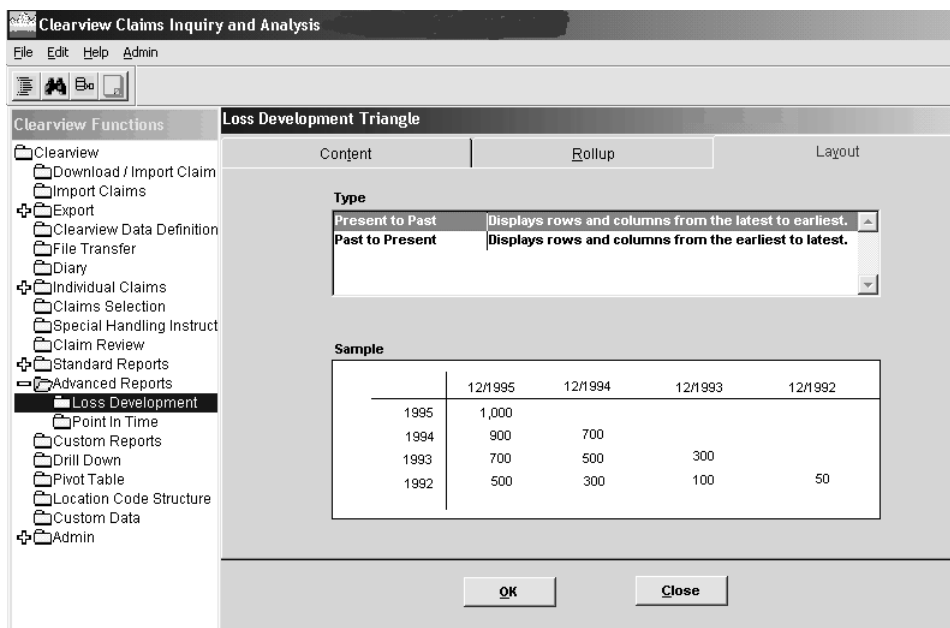 Clearview Claims Inquiry and Analysis
File Edit Help Admin
Clearview Functions
Clearview
Download / Import Claim
Import Claims
Export
Clearview Data Definition
File Transfer
Diary
Individual Claims
Claims Selection
Special Handling Instruct
Claim Review
Standard Reports
Advanced Reports
Loss Development
Point In Time
Custom Reports
Drill Down
Pivot Table
Location Code Structure
Custom Data
Admin
Loss Development Triangle
Content Rollup Layout
Type
Present to Past Displays rows and columns from the latest to earliest.
Past to Present Displays rows and columns from the earliest to latest.
Sample
12/1995 12/1994 12/1993 12/1992
1995 1,000
1994 900 700
1993 700 500 300
1992 500 300 100 50
OK Close